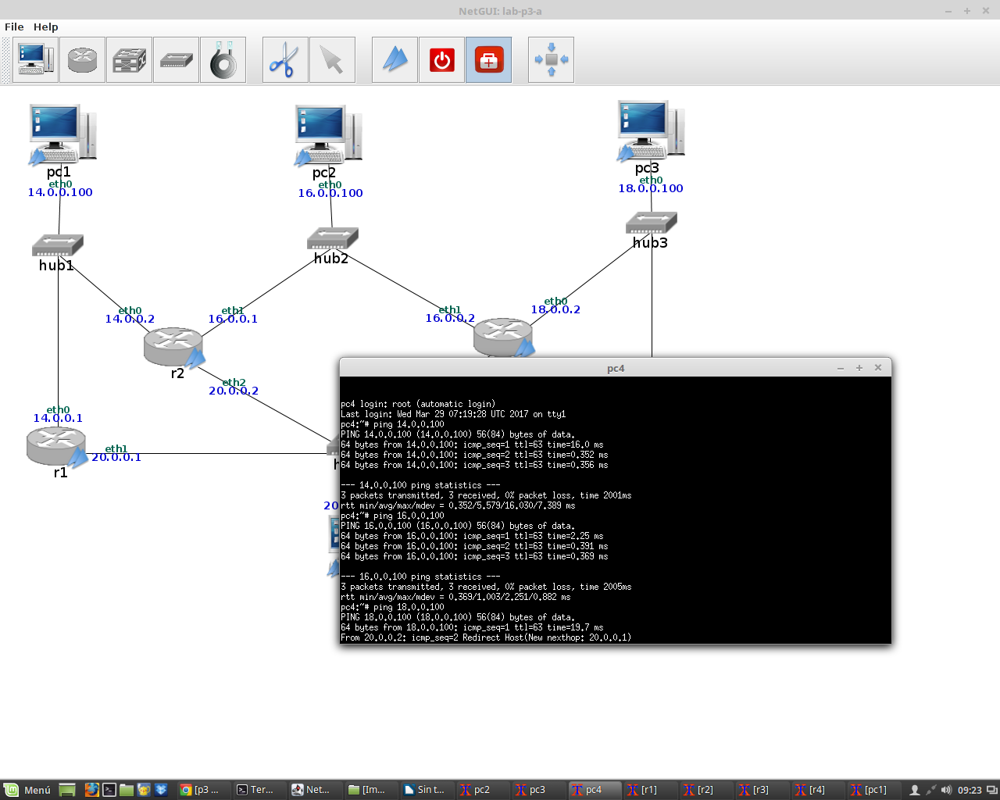 NetGUI: lab-p3-a
File Help
pc1
eth0
14.0.0.100
pc2
eth0
16.0.0.100
pc3
eth0
18.0.0.100
hub1
hub2
hub3
eth0
14.0.0.2
eth1
16.0.0.1
eth1
16.0.0.2
eth0
18.0.0.2
r2
eth2
20.0.0.2
eth0
14.0.0.1
eth1
20.0.0.1
r1
h
20
pc4
pc4 login: root (automatic login)
Last login: Wed Mar 29 07:19:28 UTC 2017 on tty1
pc4:~# ping 14.0.0.100
PING 14.0.0.100 (14.0.0.100) 56(84) bytes of data.
64 bytes from 14.0.0.100: icmp_seq=1 ttl=63 time=16.0 ms
64 bytes from 14.0.0.100: icmp_seq=2 ttl=63 time=0.352 ms
64 bytes from 14.0.0.100: icmp_seq=3 ttl=63 time=0.356 ms
--- 14.0.0.100 ping statistics ---
3 packets transmitted, 3 received, 0% packet loss, time 2001ms
rtt min/avg/max/mdev = 0.352/5.579/16.030/7.389 ms
pc4:~# ping 16.0.0.100
PING 16.0.0.100 (16.0.0.100) 56(84) bytes of data.
64 bytes from 16.0.0.100: icmp_seq=1 ttl=63 time=2.25 ms
64 bytes from 16.0.0.100: icmp_seq=2 ttl=63 time=0.391 ms
64 bytes from 16.0.0.100: icmp_seq=3 ttl=63 time=0.369 ms
--- 16.0.0.100 ping statistics ---
3 packets transmitted, 3 received, 0% packet loss, time 2005ms
rtt min/avg/max/mdev = 0.369/1.003/2.251/0.882 ms
pc4:~# ping 18.0.0.100
PING 18.0.0.100 (18.0.0.100) 56(84) bytes of data.
64 bytes from 18.0.0.100: icmp_seq=1 ttl=63 time=19.7 ms
From 20.0.0.2: icmp_seq=2 Redirect Host(New nexthop: 20.0.0.1)
Menú [p3 ... Ter... Net... [Im... Sin t... pc2 pc3 pc4 [r1] [r2] [r3] [r4] [pc1] 09:23